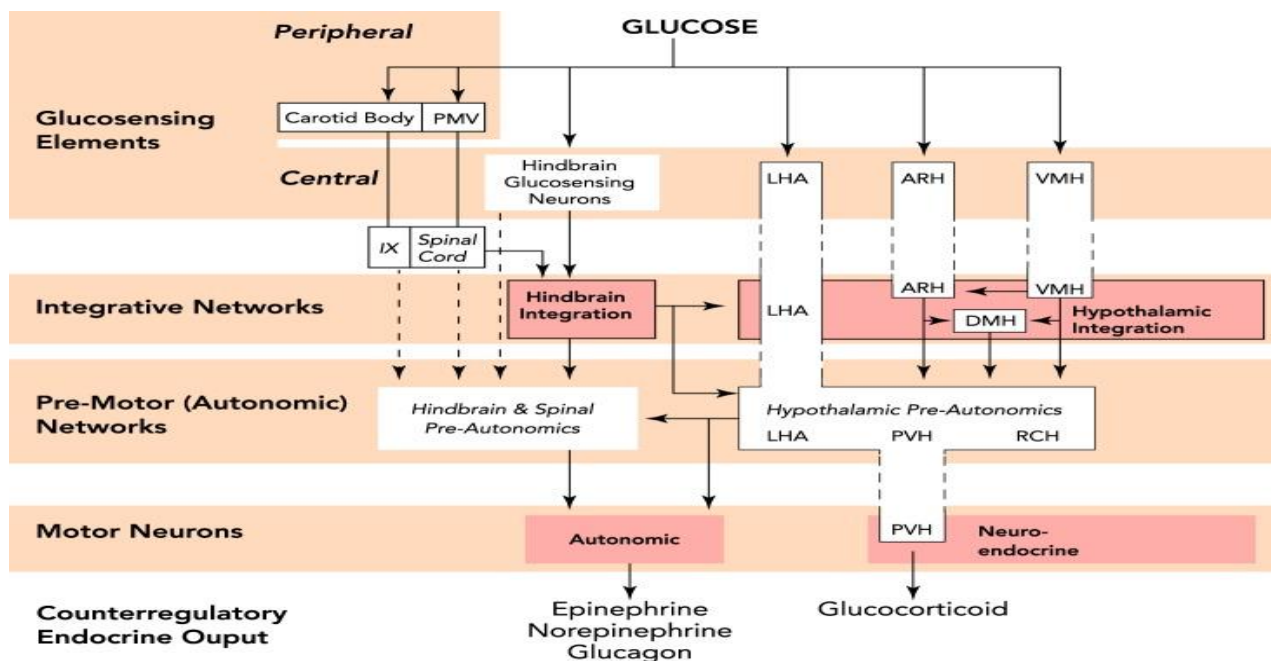 Peripheral
GLUCOSE
Glucosensing
Elements
Carotid Body
PMV
Central
Hindbrain
Glucosensing
Neurons
LHA
ARH
VMH
IX
Spinal
Cord
Integrative Networks
Hindbrain
Integration
LHA
ARH
VMH
DMH
Hypothalamic
Integration
Pre-Motor (Autonomic)
Networks
Hindbrain & Spinal
Pre-Autonomics
Hypothalamic Pre-Autonomics
LHA
PVH
RCH
Motor Neurons
Autonomic
PVH
Neuro-
endocrine
Counterregulatory
Endocrine Ouput
Epinephrine
Norepinephrine
Glucagon
Glucocorticoid